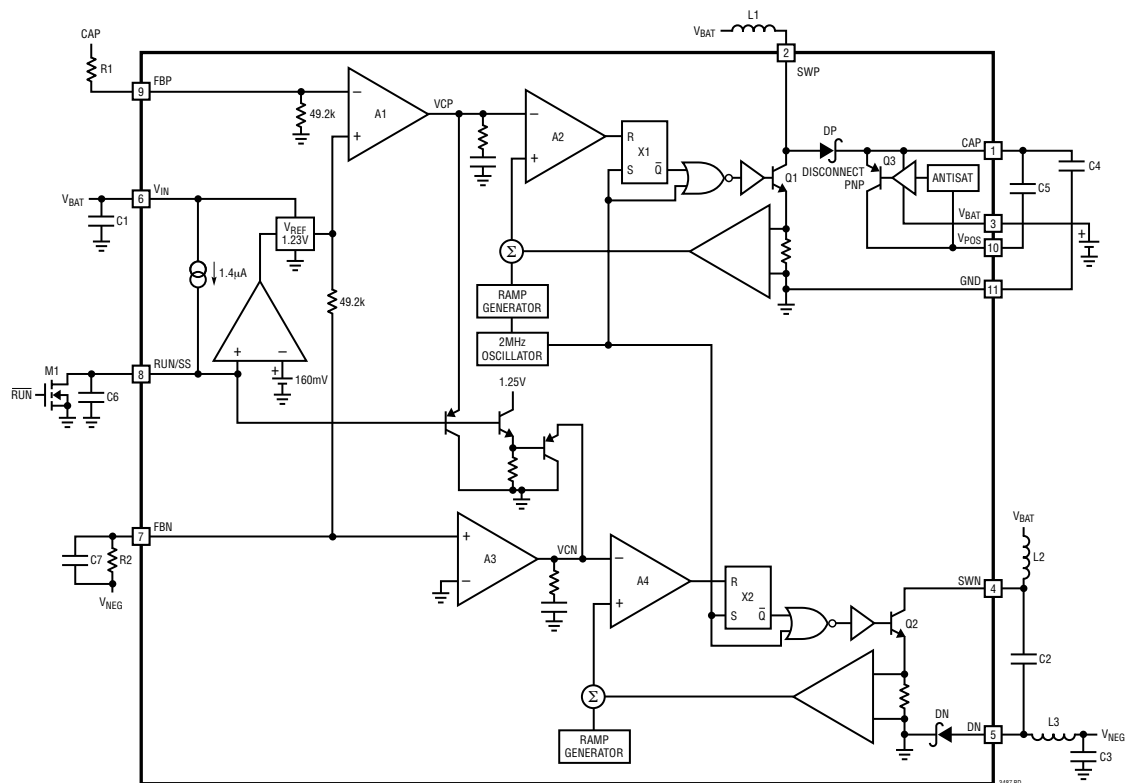 L1
V_BAT
CAP
2
SWP
R1
FBP
9
49.2k
−
+
A1
VCP
−
+
A2
R
S
X1
Q̅
Q1
DP
DISCONNECT
PNP
Q3
CAP
1
ANTISAT
V_BAT
3
V_POS
10
GND
11
C4
C5
+
V_BAT
C1
6
V_IN
V_REF
1.23V
1.4µA
49.2k
Σ
RAMP
GENERATOR
2MHz
OSCILLATOR
+
−
+
160mV
RUN/SS
8
M1
R̅U̅N̅
C6
1.25V
FBN
7
C7
R2
V_NEG
+
−
A3
VCN
−
+
A4
R
S
X2
Q̅
Q2
V_BAT
L2
SWN
4
C2
Σ
RAMP
GENERATOR
DN
DN
5
L3
V_NEG
C3
3487 BD